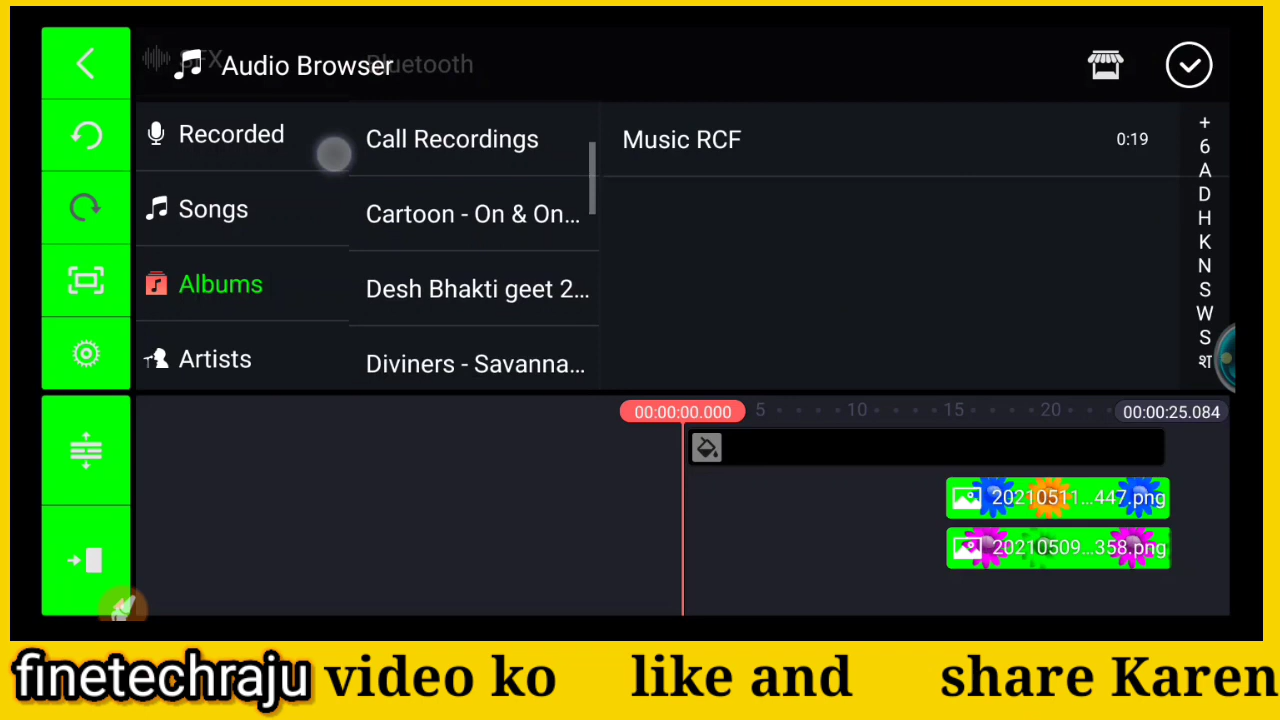 SFX
Audio Browser
Bluetooth
Recorded
Call Recordings
Music RCF
0:19
Songs
Cartoon - On & On...
Albums
Desh Bhakti geet 2...
Artists
Diviners - Savanna...
+
6
A
D
H
K
N
S
W
S
श
00:00:00.000
5
10
15
20
00:00:25.084
20210511...447.png
20210509...358.png
finetechraju video ko like and share Karen